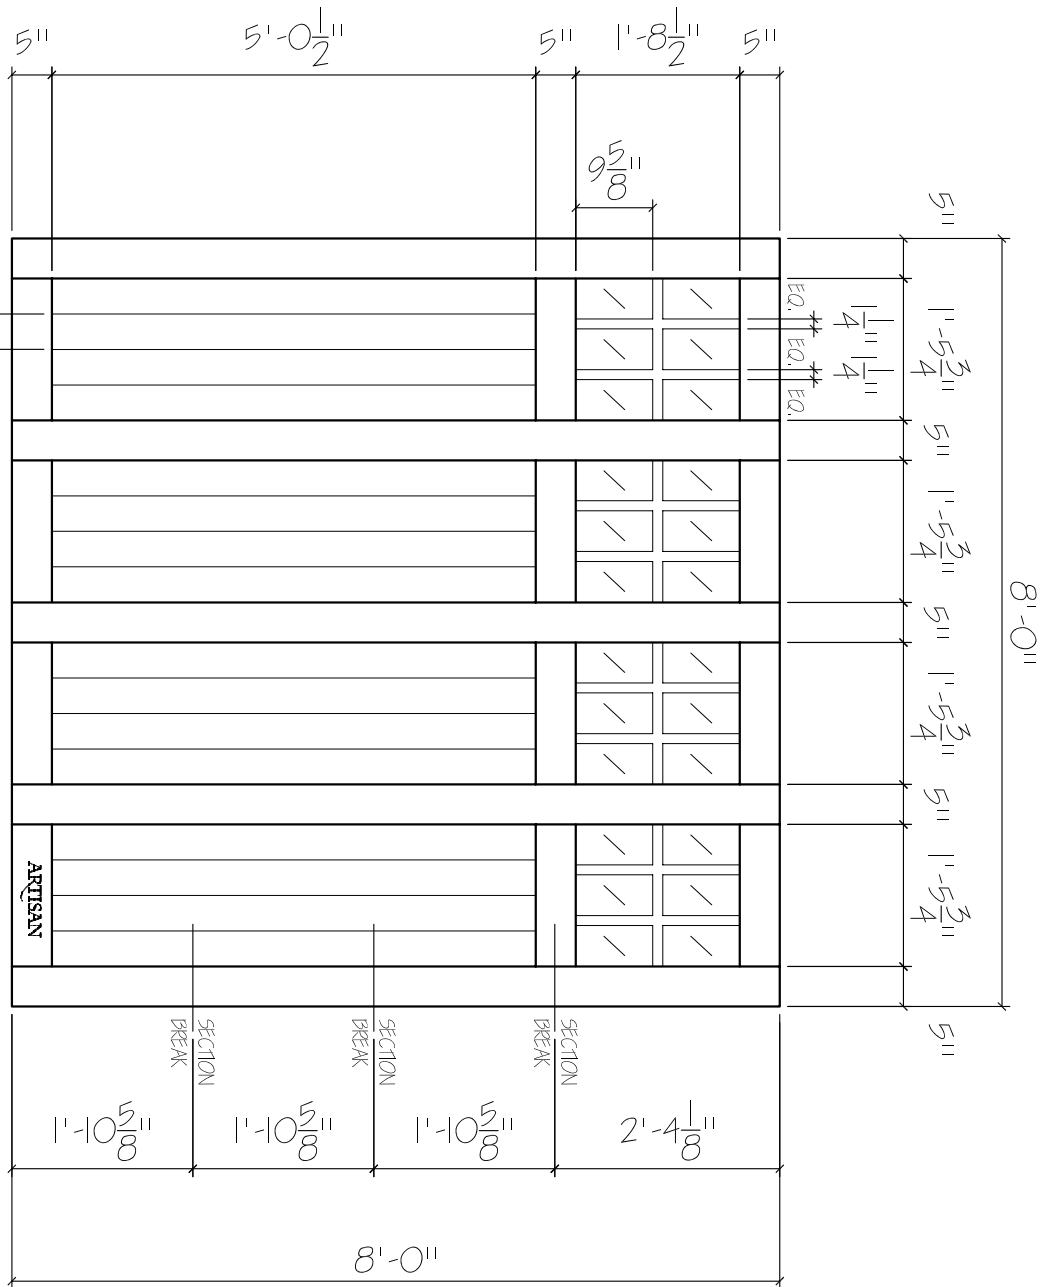 5"
5'-0 1/2"
5"
1'-8 1/2"
5"
9 5/8"
5"
1'-5 3/4"
5"
1'-5 3/4"
5"
1'-5 3/4"
5"
1'-5 3/4"
5"
8'-0"
EQ.
1 1/4"
EQ.
1 1/4"
EQ.
ARTISAN
SECTION
BREAK
SECTION
BREAK
SECTION
BREAK
1'-10 5/8"
1'-10 5/8"
1'-10 5/8"
2'-4 1/8"
8'-0"